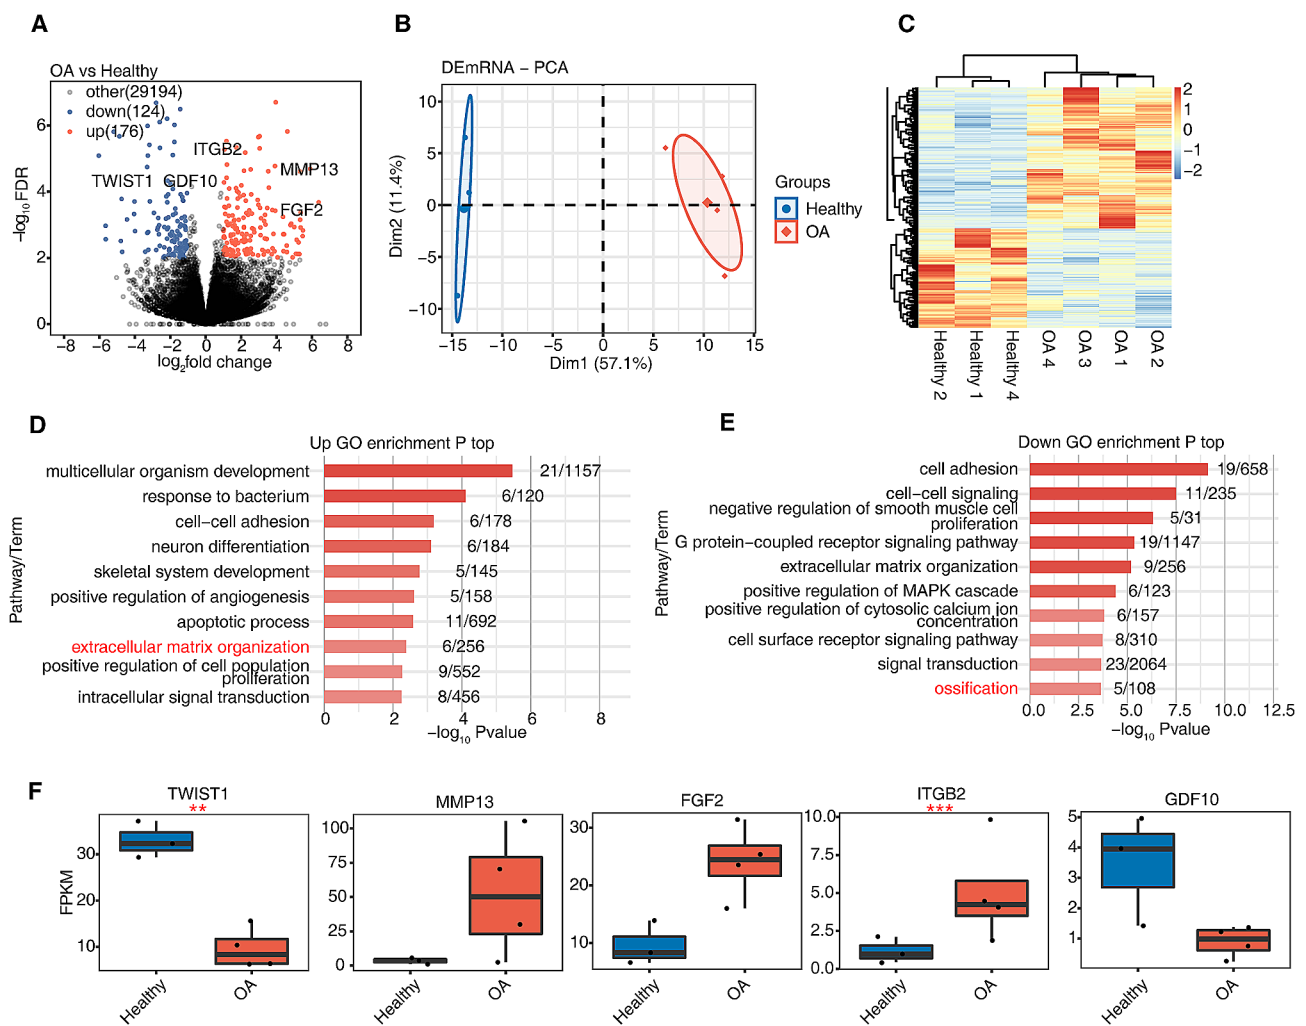 A
OA vs Healthy
other(29194)
down(124)
up(176)
ITGB2
MMP13
TWIST1
GDF10
FGF2
−log10 FDR
6
4
2
0
−8 −6 −4 −2 0 2 4 6 8
log2fold change
B
DEmRNA − PCA
Dim2 (11.4%)
10
5
0
−5
−10
−15 −10 −5 0 5 10 15
Dim1 (57.1%)
Groups
Healthy
OA
C
2
1
0
−1
−2
Healthy 2
Healthy 1
Healthy 4
OA 4
OA 3
OA 1
OA 2
D
Up GO enrichment P top
Pathway/Term
multicellular organism development 21/1157
response to bacterium 6/120
cell−cell adhesion 6/178
neuron differentiation 6/184
skeletal system development 5/145
positive regulation of angiogenesis 5/158
apoptotic process 11/692
extracellular matrix organization 6/256
positive regulation of cell population
proliferation 9/552
intracellular signal transduction 8/456
0 2 4 6 8
−log10 Pvalue
E
Down GO enrichment P top
Pathway/Term
cell adhesion 19/658
cell−cell signaling 11/235
negative regulation of smooth muscle cell
proliferation 5/31
G protein−coupled receptor signaling pathway 19/1147
extracellular matrix organization 9/256
positive regulation of MAPK cascade 6/123
positive regulation of cytosolic calcium ion
concentration 6/157
cell surface receptor signaling pathway 8/310
signal transduction 23/2064
ossification 5/108
0.0 2.5 5.0 7.5 10.0 12.5
−log10 Pvalue
F
FPKM
TWIST1
**
30
20
10
Healthy
OA
MMP13
100
75
50
25
0
Healthy
OA
FGF2
30
20
10
Healthy
OA
ITGB2
***
10.0
7.5
5.0
2.5
0.0
Healthy
OA
GDF10
5
4
3
2
1
Healthy
OA